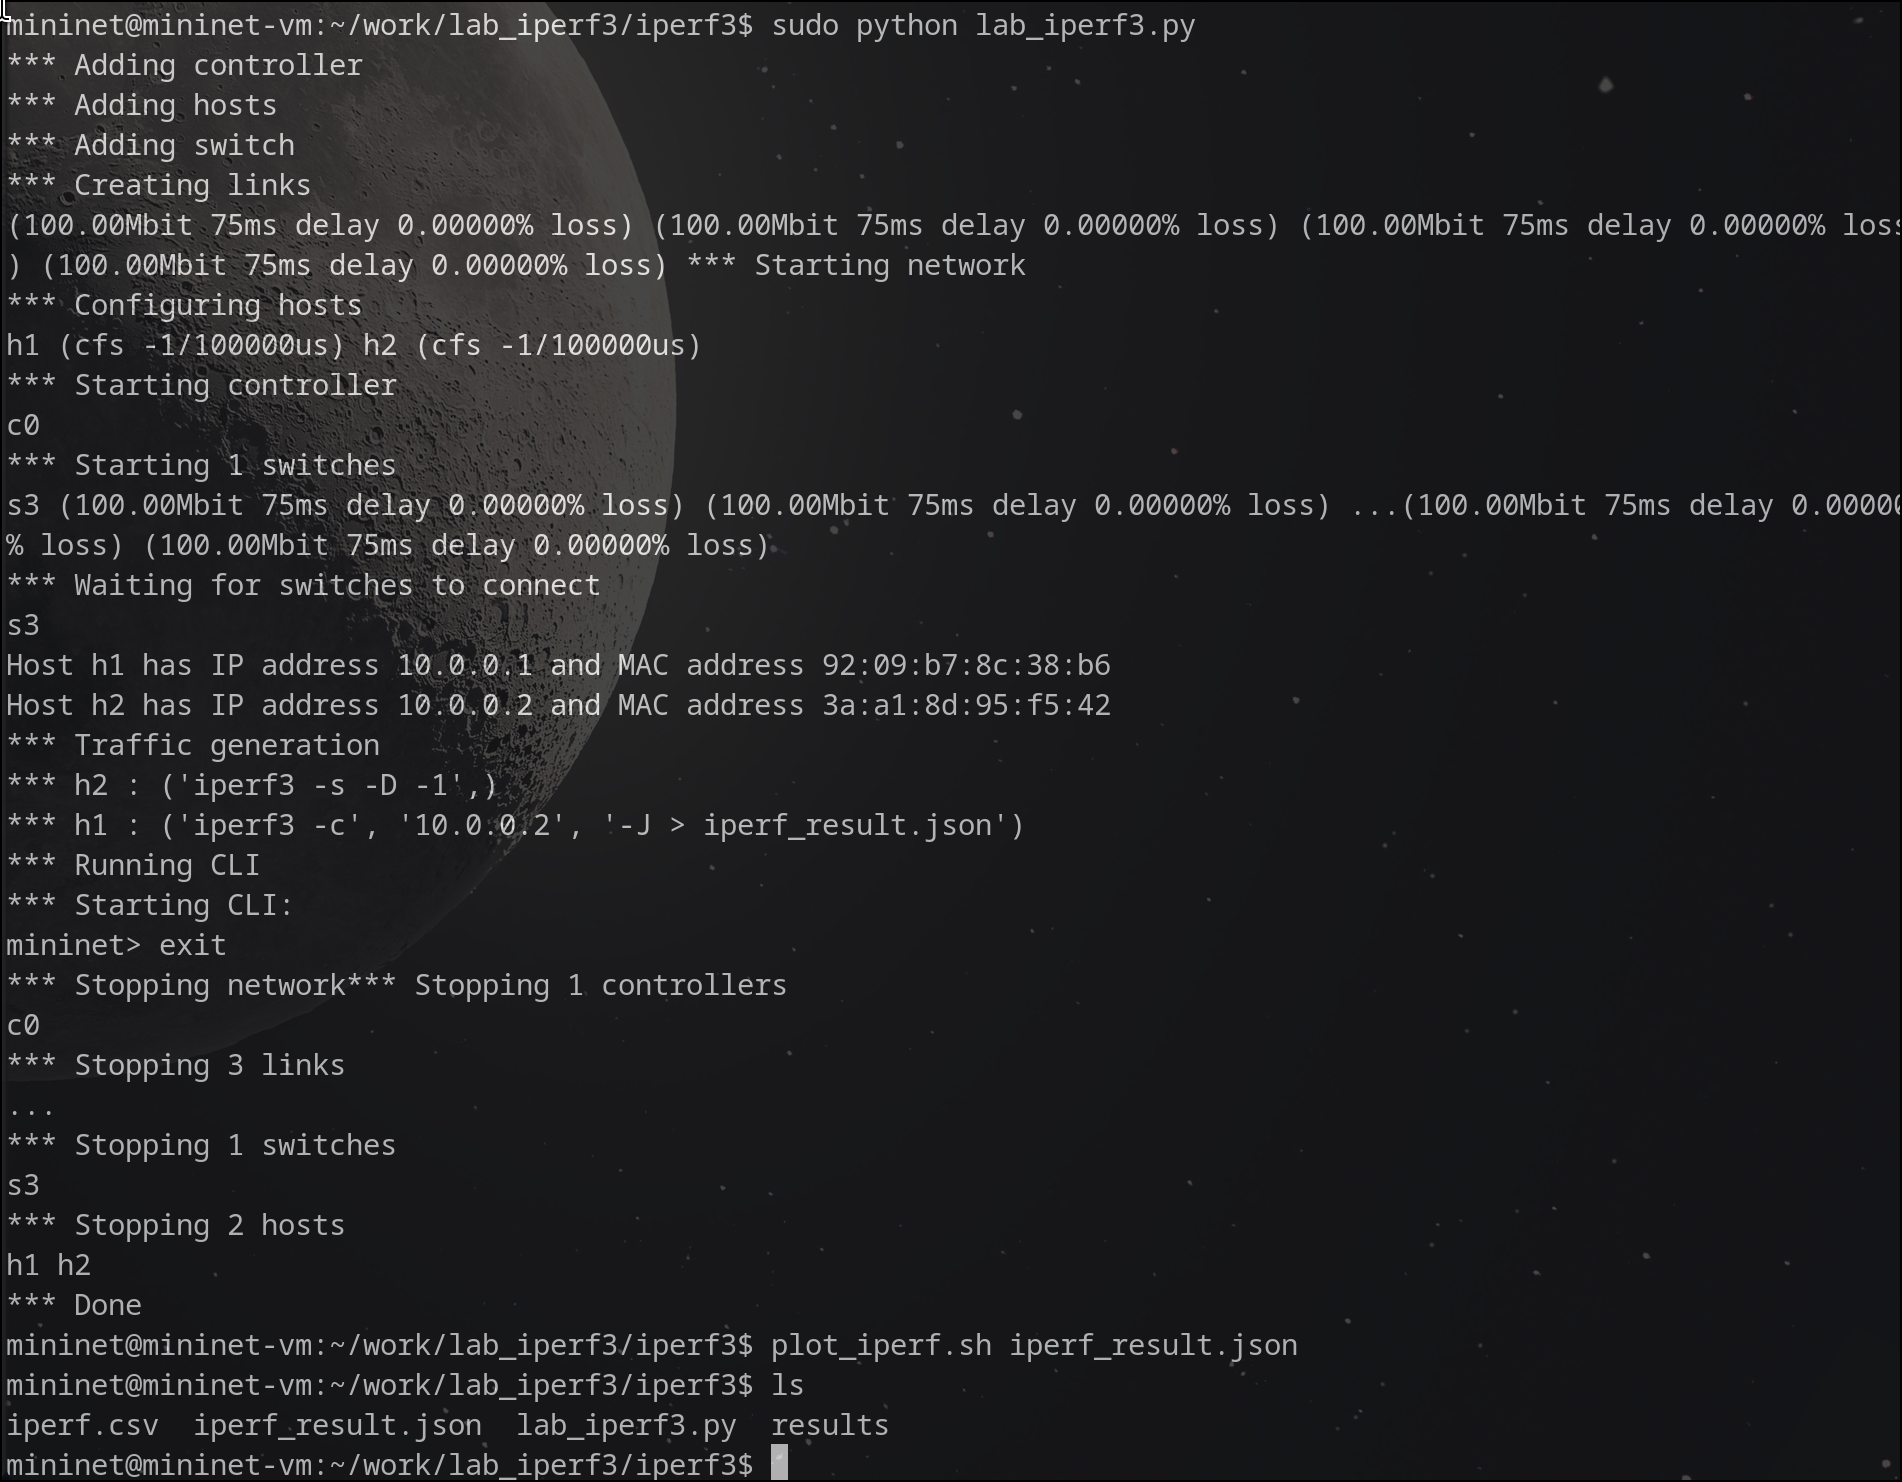 mininet@mininet-vm:~/work/lab_iperf3/iperf3$ sudo python lab_iperf3.py
*** Adding controller
*** Adding hosts
*** Adding switch
*** Creating links
(100.00Mbit 75ms delay 0.00000% loss) (100.00Mbit 75ms delay 0.00000% loss) (100.00Mbit 75ms delay 0.00000% loss
) (100.00Mbit 75ms delay 0.00000% loss) *** Starting network
*** Configuring hosts
h1 (cfs -1/100000us) h2 (cfs -1/100000us)
*** Starting controller
c0
*** Starting 1 switches
s3 (100.00Mbit 75ms delay 0.00000% loss) (100.00Mbit 75ms delay 0.00000% loss) ...(100.00Mbit 75ms delay 0.00000
% loss) (100.00Mbit 75ms delay 0.00000% loss)
*** Waiting for switches to connect
s3
Host h1 has IP address 10.0.0.1 and MAC address 92:09:b7:8c:38:b6
Host h2 has IP address 10.0.0.2 and MAC address 3a:a1:8d:95:f5:42
*** Traffic generation
*** h2 : ('iperf3 -s -D -1',)
*** h1 : ('iperf3 -c', '10.0.0.2', '-J > iperf_result.json')
*** Running CLI
*** Starting CLI:
mininet> exit
*** Stopping network*** Stopping 1 controllers
c0
*** Stopping 3 links
...
*** Stopping 1 switches
s3
*** Stopping 2 hosts
h1 h2
*** Done
mininet@mininet-vm:~/work/lab_iperf3/iperf3$ plot_iperf.sh iperf_result.json
mininet@mininet-vm:~/work/lab_iperf3/iperf3$ ls
iperf.csv  iperf_result.json  lab_iperf3.py  results
mininet@mininet-vm:~/work/lab_iperf3/iperf3$